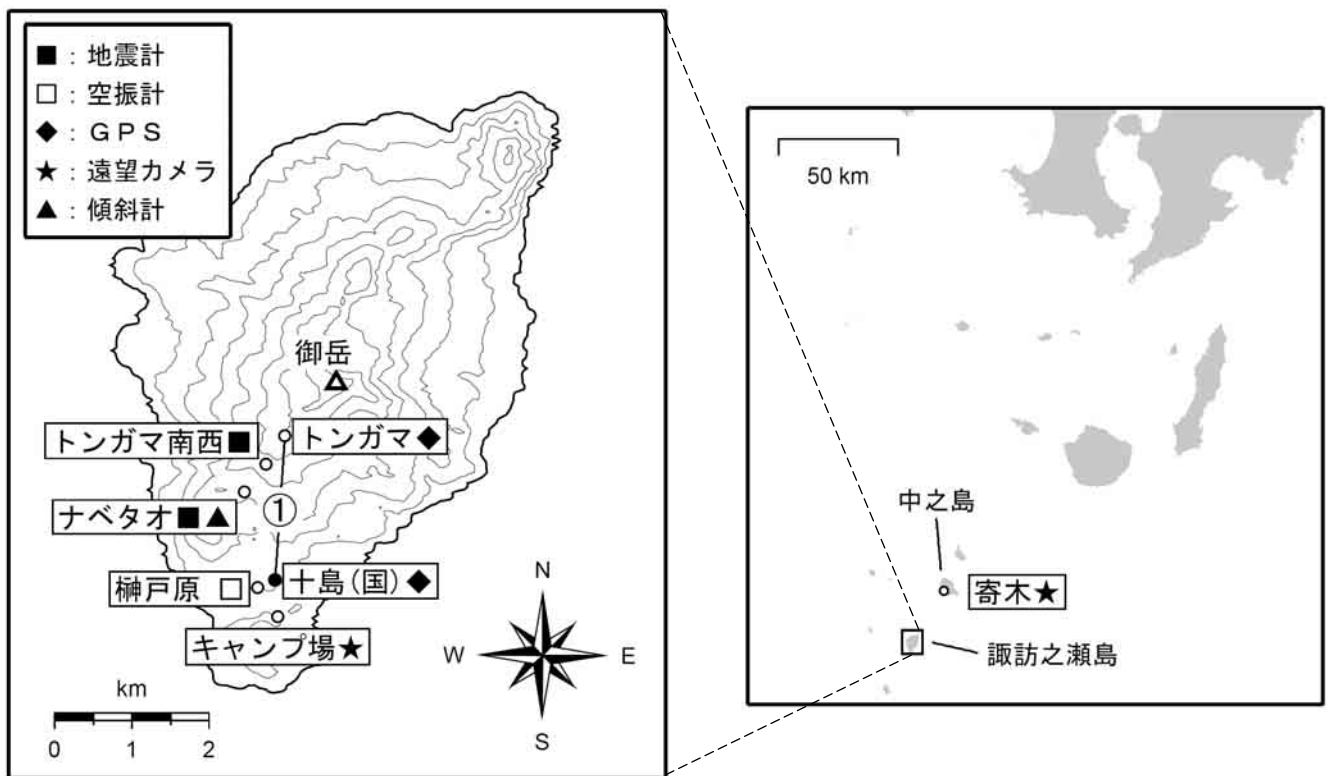 ■：地震計
□：空振計
◆：ＧＰＳ
★：遠望カメラ
▲：傾斜計
御岳
トンガマ南西■
トンガマ◆
ナベタオ■▲
①
榊戸原 □
十島(国)◆
キャンプ場★
km
0 1 2
N
W
E
S
50 km
中之島
寄木★
諏訪之瀬島